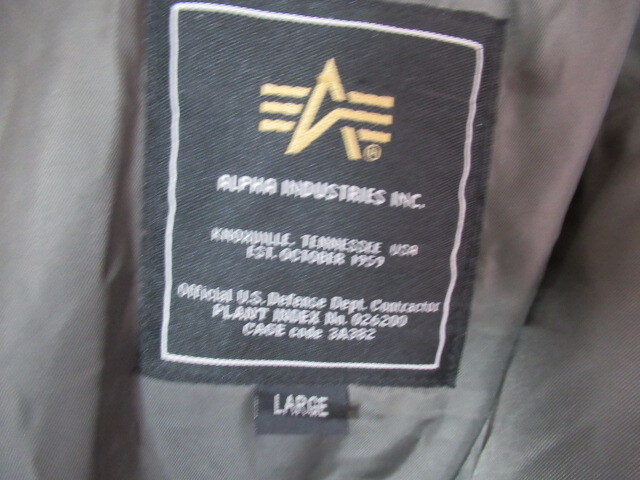 ®
ALPHA INDUSTRIES INC.
KNOXVILLE, TENNESSEE USA
EST. OCTOBER 1959
Official U.S. Defense Dept. Contractor
PLANT INDEX No. 026200
CAGE code 3A382
LARGE